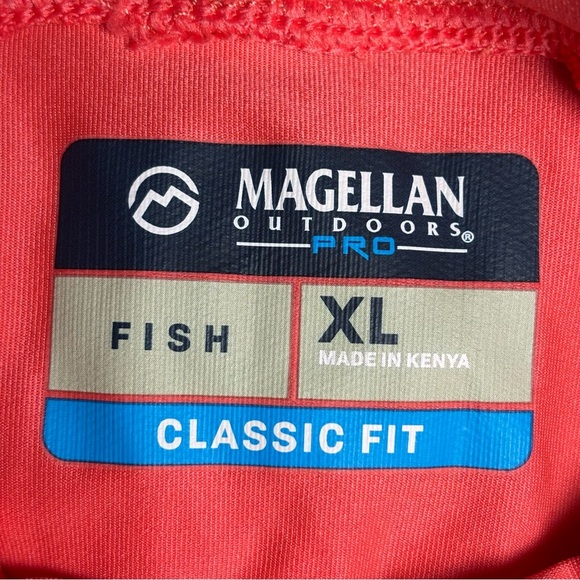 MAGELLAN
OUTDOORS®
PRO
FISH
XL
MADE IN KENYA
CLASSIC FIT